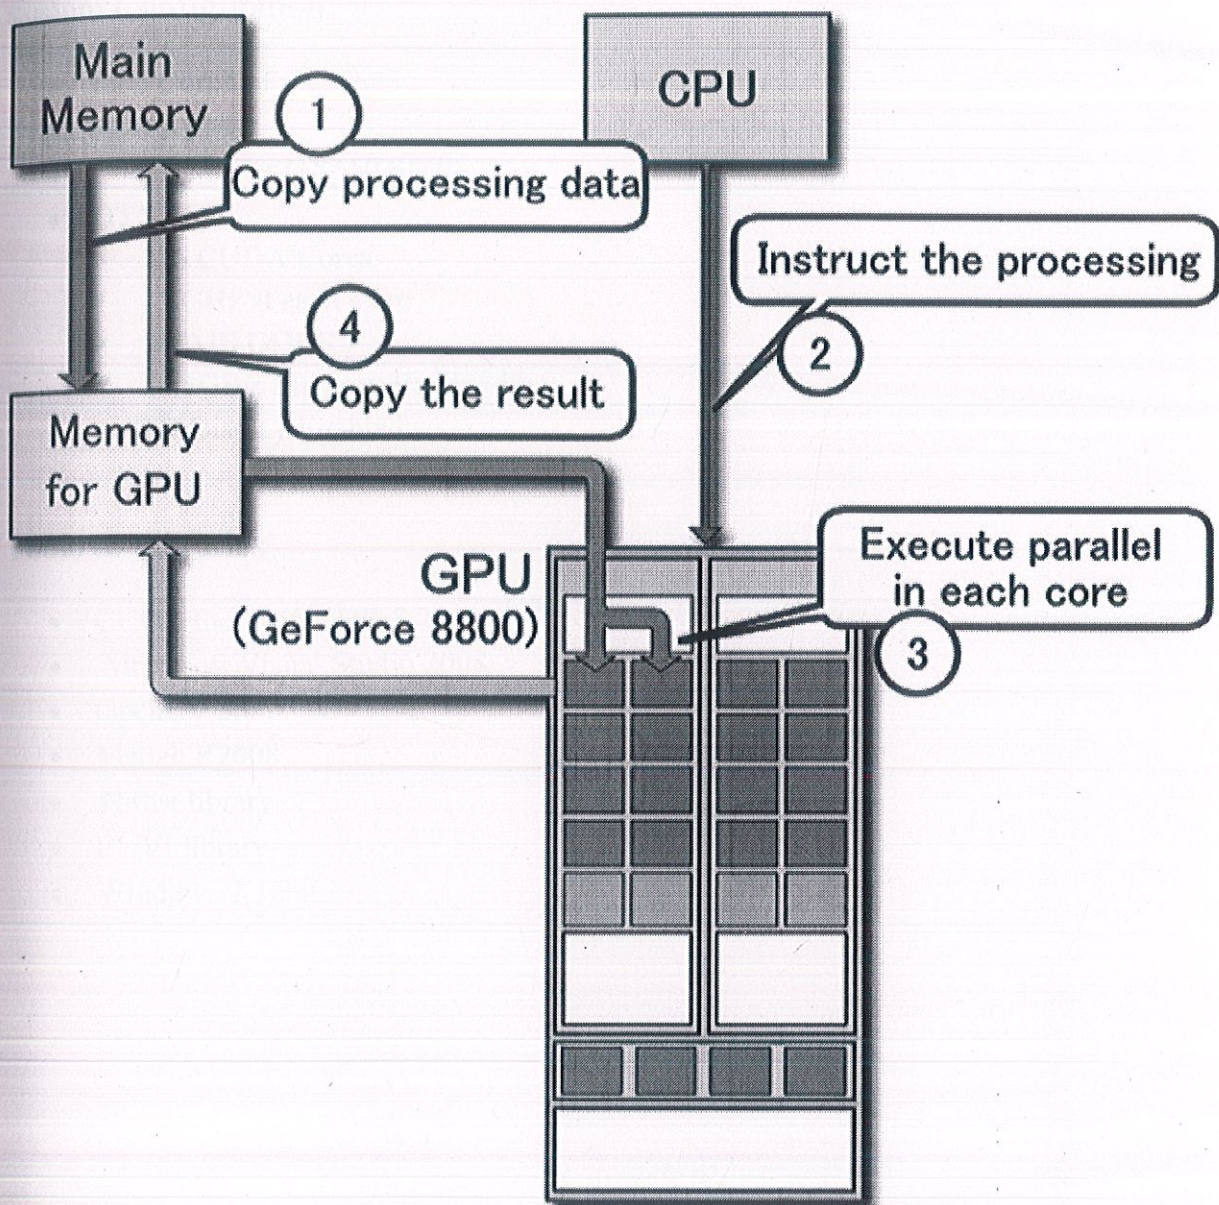 Main
Memory
CPU
1
Copy processing data
Instruct the processing
2
4
Copy the result
Memory
for GPU
GPU
(GeForce 8800)
Execute parallel
in each core
3